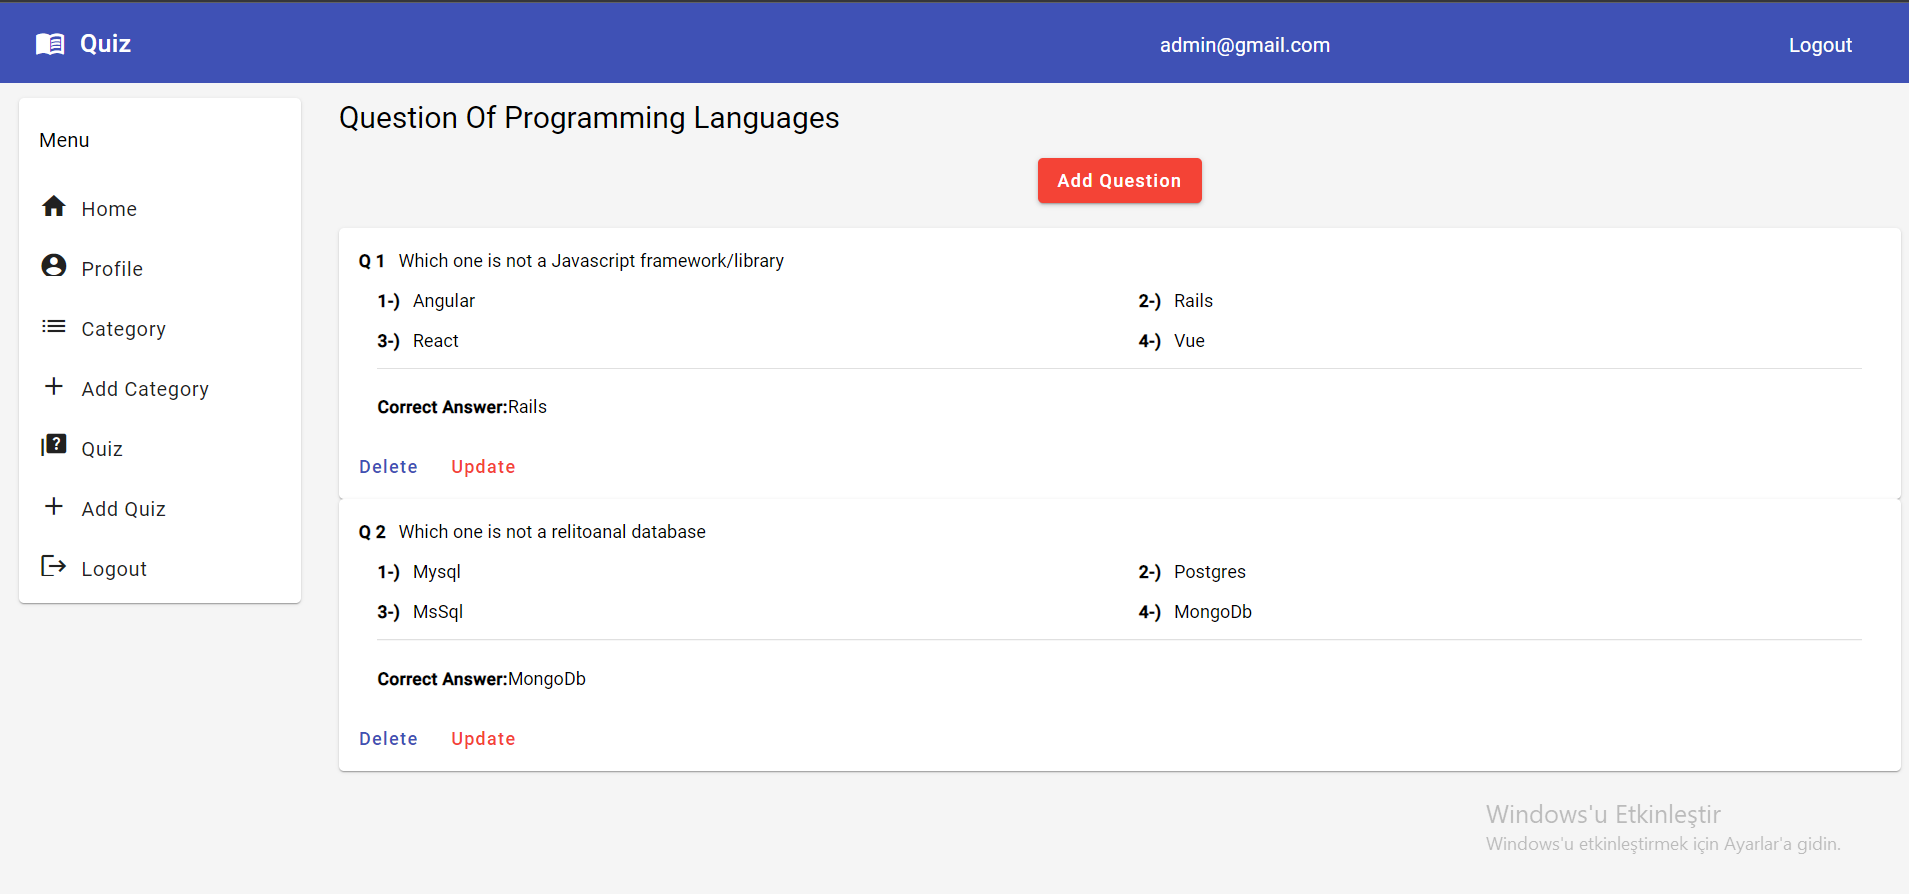 Quiz
admin@gmail.com
Logout
Menu
Home
Profile
Category
Add Category
Quiz
Add Quiz
Logout
Question Of Programming Languages
Add Question
Q 1 Which one is not a Javascript framework/library
1-) Angular
2-) Rails
3-) React
4-) Vue
Correct Answer:Rails
Delete Update
Q 2 Which one is not a relitoanal database
1-) Mysql
2-) Postgres
3-) MsSql
4-) MongoDb
Correct Answer:MongoDb
Delete Update
Windows'u Etkinleştir
Windows'u etkinleştirmek için Ayarlar'a gidin.